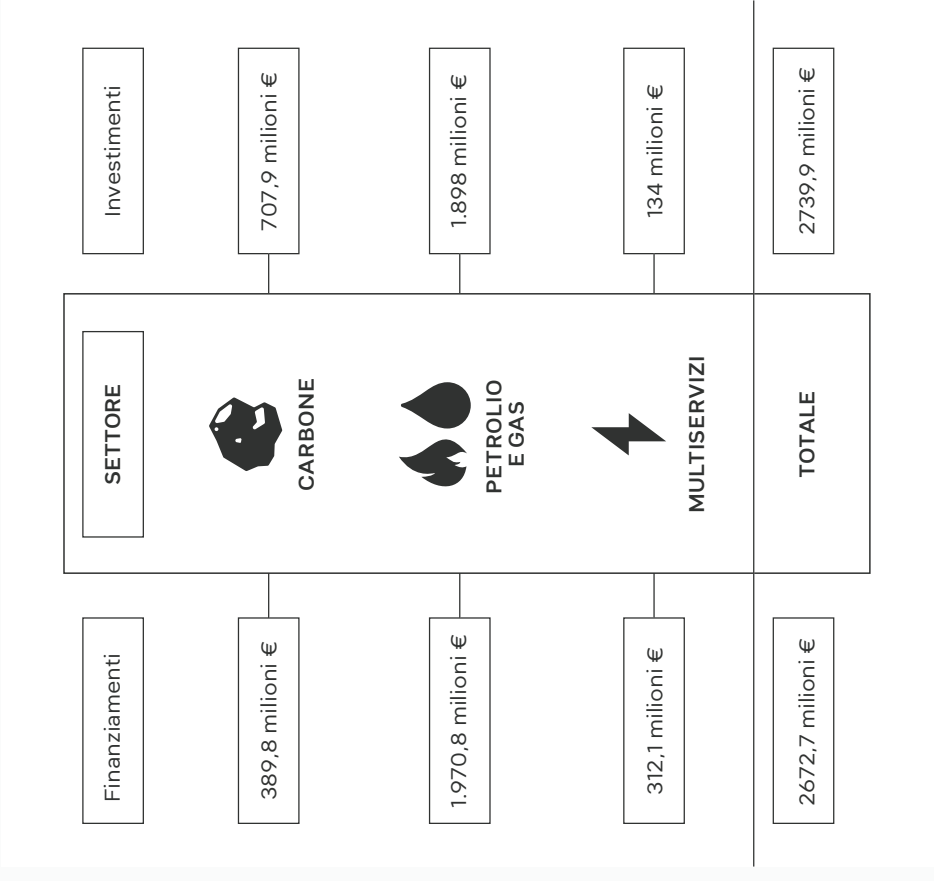 Finanziamenti
SETTORE
Investimenti
389,8 milioni €
CARBONE
707,9 milioni €
1.970,8 milioni €
PETROLIO
E GAS
1.898 milioni €
312,1 milioni €
MULTISERVIZI
134 milioni €
2672,7 milioni €
TOTALE
2739,9 milioni €